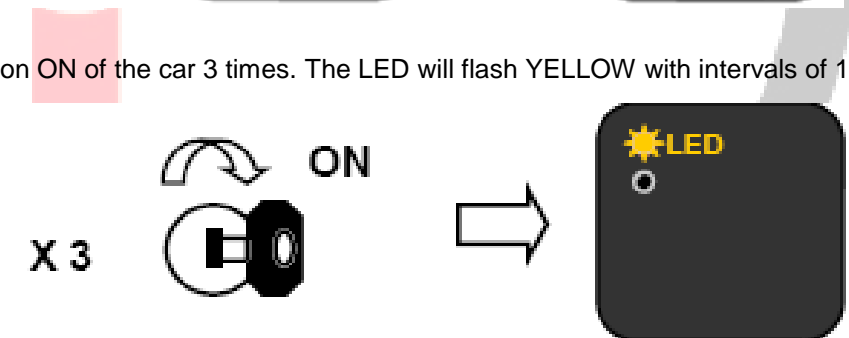 on ON of the car 3 times. The LED will flash YELLOW with intervals of 1
ON
LED
X 3